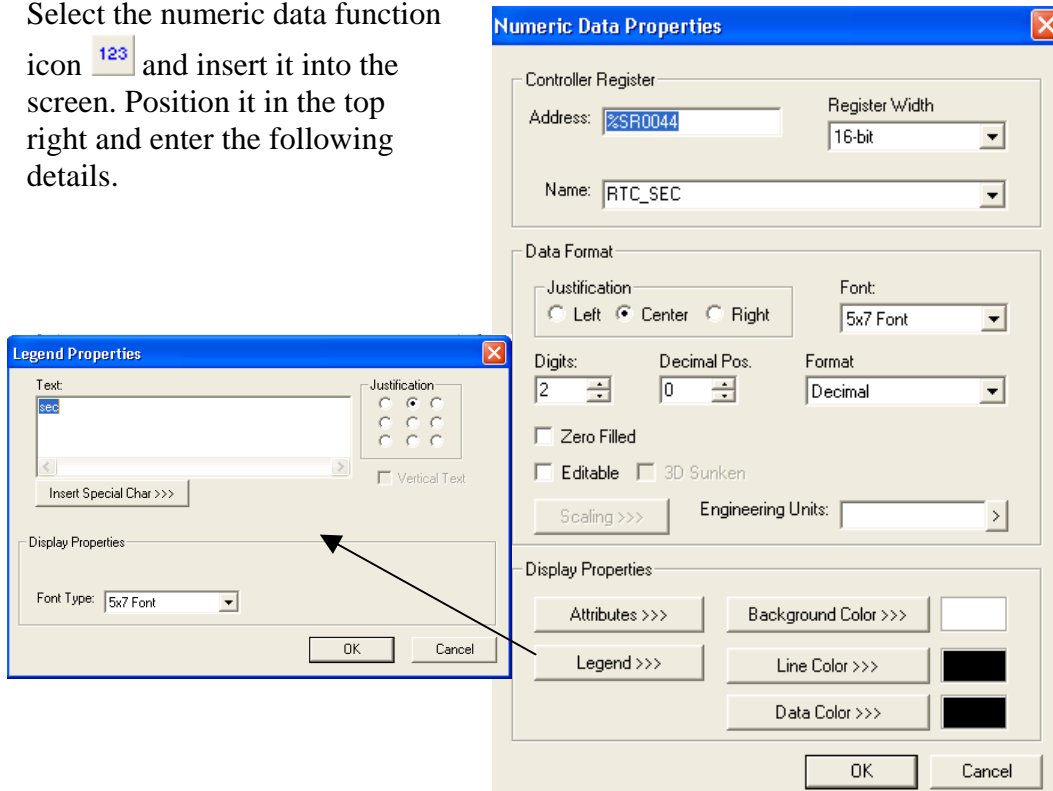 Select the numeric data function
icon 123 and insert it into the
screen. Position it in the top
right and enter the following
details.
Numeric Data Properties
Controller Register
Address: %SR0044
Register Width
16-bit
Name: RTC_SEC
Data Format
Justification
Left Center Right
Font:
5x7 Font
Digits: Decimal Pos. Format
2 0 Decimal
Zero Filled
Editable 3D Sunken
Scaling >>> Engineering Units: >
Display Properties
Attributes >>> Background Color >>>
Legend >>> Line Color >>>
Data Color >>>
OK Cancel
Legend Properties
Text: Justification
sec
Vertical Text
Insert Special Char >>>
Display Properties
Font Type: 5x7 Font
OK Cancel